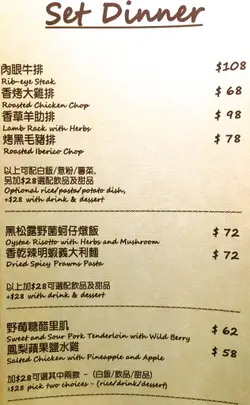 Set Dinner
肉眼牛排 $108
Rib-eye Steak
香烤大雞排 $ 68
Roasted Chicken Chop
香草羊肋排 $ 98
Lamb Rack with Herbs
烤黑毛豬排 $ 78
Roasted Iberico Chop
以上可配白飯/意粉/薯菜,
另加$28選配飲品及甜品
Optional rice/pasta/potato dish,
+$28 with drink & dessert
黑松露野菌蚵仔燉飯 $ 72
Oystae Risotto with Herbs and Mushroom
香乾辣明蝦義大利麵 $ 72
Dried Spicy Prawns Pasta
以上加$28可選配飲品及甜品
+$28 with drink & dessert
野莓糖醋里肌 $ 62
Sweet and Sour Pork Tenderloin with Wild Berry
鳳梨蘋果鹽水雞 $ 58
Salted Chicken with Pineapple and Apple
加$28可選其中兩款 - (白飯/飲品/甜品)
+$28 pick two choices - (rice/drink/dessert)